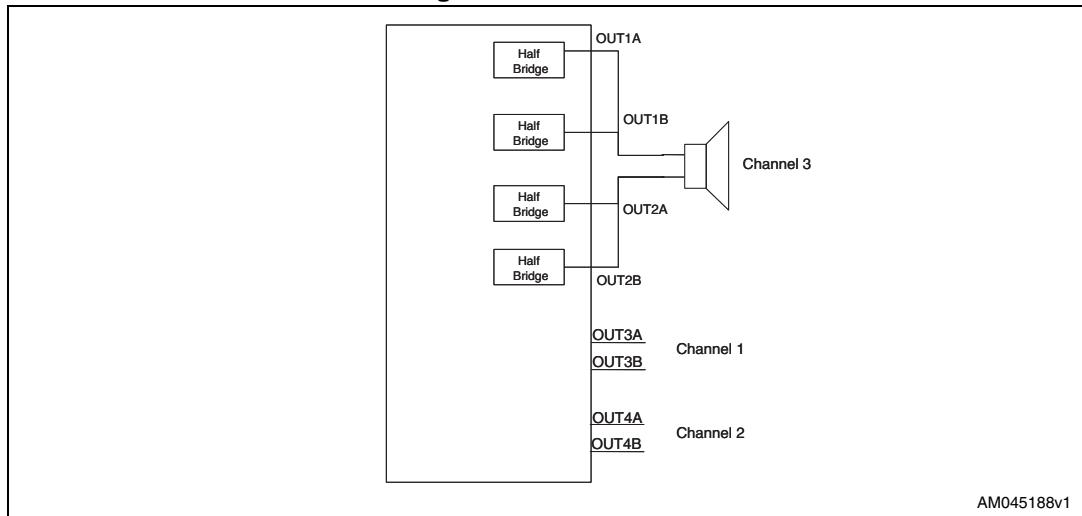 OUT1A
Half
Bridge
OUT1B
Half
Bridge
Channel 3
Half
Bridge
OUT2A
Half
Bridge
OUT2B
OUT3A
Channel 1
OUT3B
OUT4A
Channel 2
OUT4B
AM045188v1